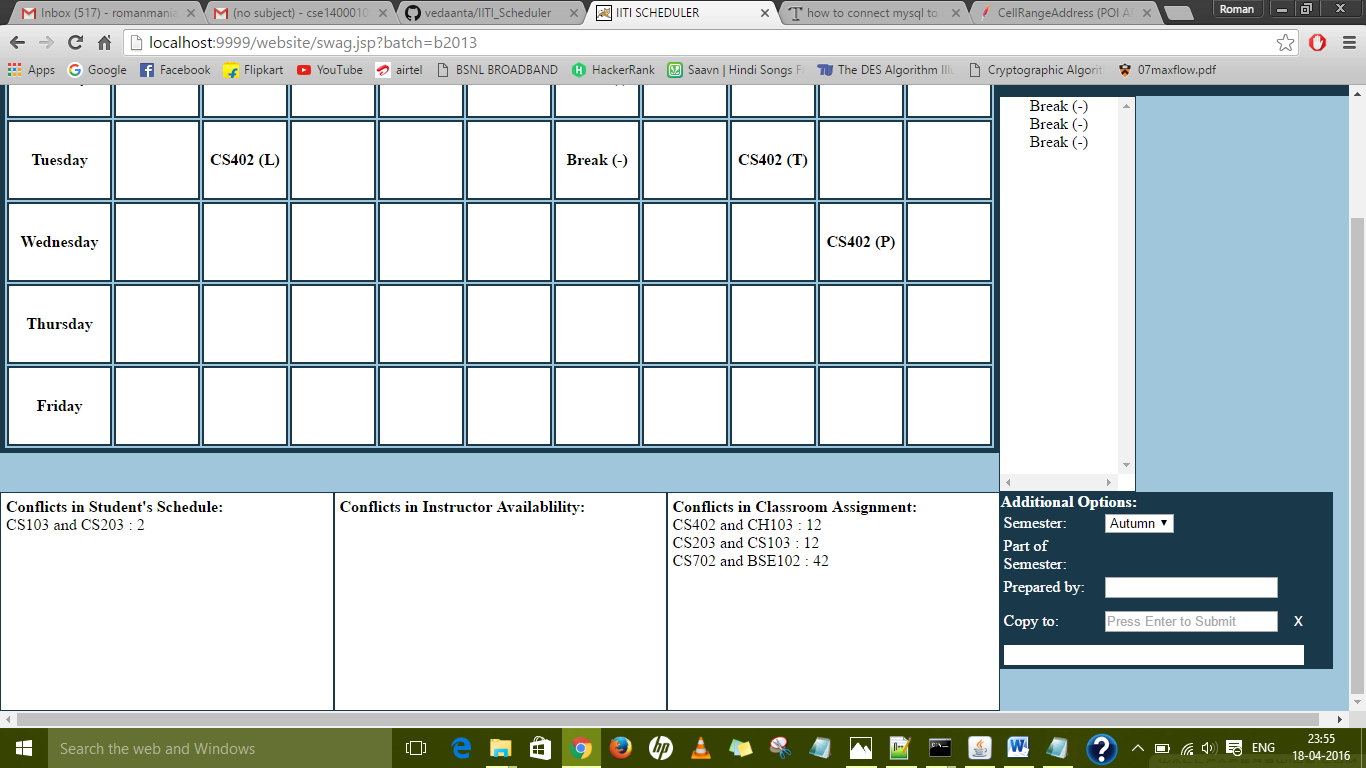 Inbox (517) - romanmania
(no subject) - cse1400010
vedaanta/IITI_Scheduler
IITI SCHEDULER
how to connect mysql to
CellRangeAddress (POI A
Roman
localhost:9999/website/swag.jsp?batch=b2013
Apps
Google
Facebook
Flipkart
YouTube
airtel
BSNL BROADBAND
HackerRank
Saavn | Hindi Songs F
The DES Algorithm Illu
Cryptographic Algorit
07maxflow.pdf
Break (-)
Break (-)
Break (-)
Tuesday CS402 (L) Break (-) CS402 (T)
Wednesday CS402 (P)
Thursday
Friday
Conflicts in Student's Schedule:
CS103 and CS203 : 2
Conflicts in Instructor Availablility:
Conflicts in Classroom Assignment:
CS402 and CH103 : 12
CS203 and CS103 : 12
CS702 and BSE102 : 42
Additional Options:
Semester: Autumn
Part of
Semester:
Prepared by:
Copy to: Press Enter to Submit X
Search the web and Windows
ENG
23:55
18-04-2016